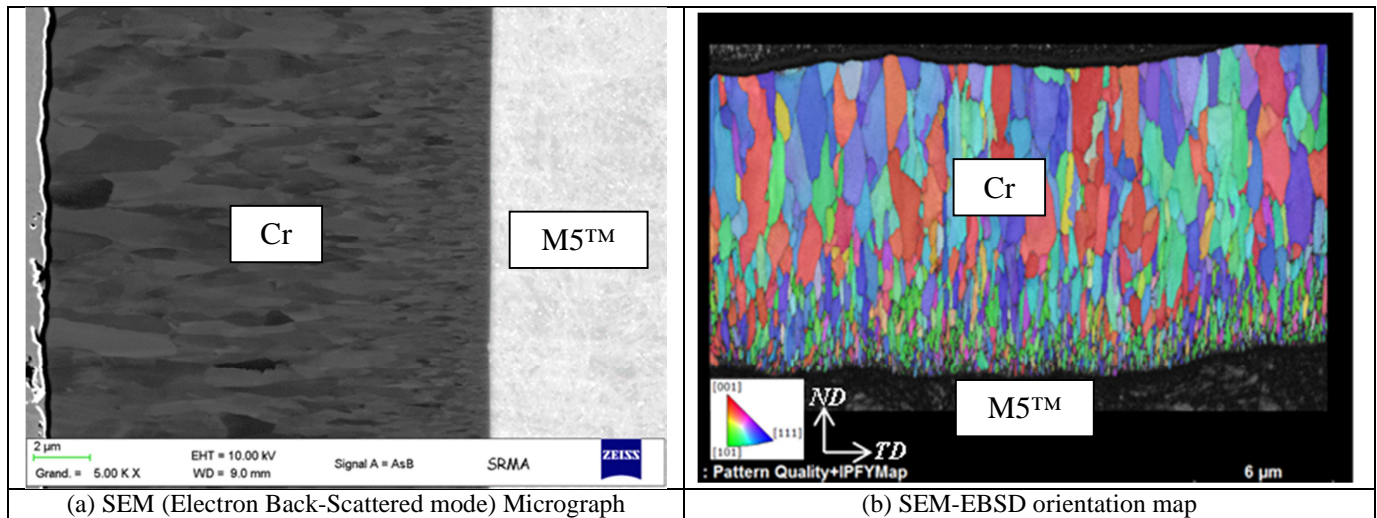 Cr
M5™
2 µm
Grand. = 5.00 K X
EHT = 10.00 kV
WD = 9.0 mm
Signal A = AsB
SRMA
ZEISS
(a) SEM (Electron Back-Scattered mode) Micrograph
Cr
M5™
[001]
[111]
[101]
ND
TD
: Pattern Quality+IPFYMap
6 µm
(b) SEM-EBSD orientation map